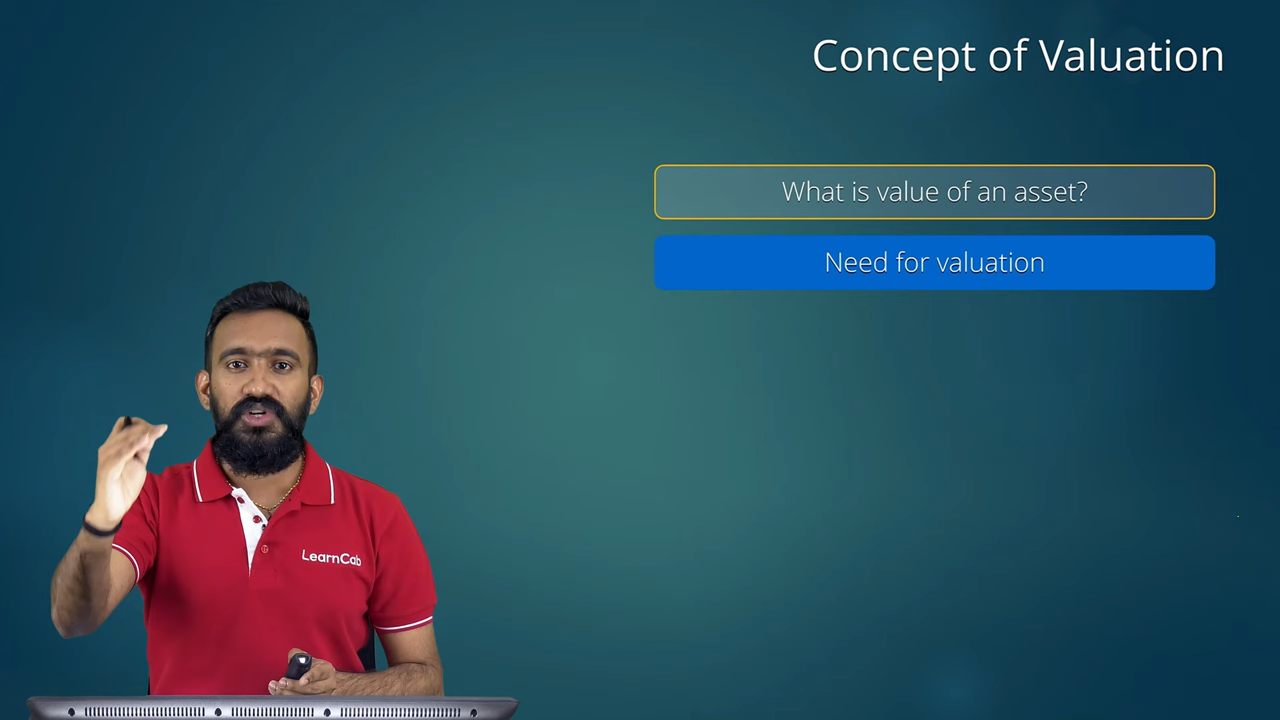 Concept of Valuation
What is value of an asset?
Need for valuation
LearnCab